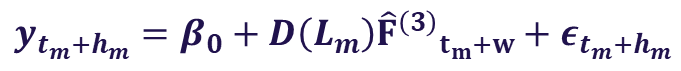 y_{t_m+h_m} = β_0 + D(L_m)F̂^{(3)}_{t_m+w} + ϵ_{t_m+h_m}